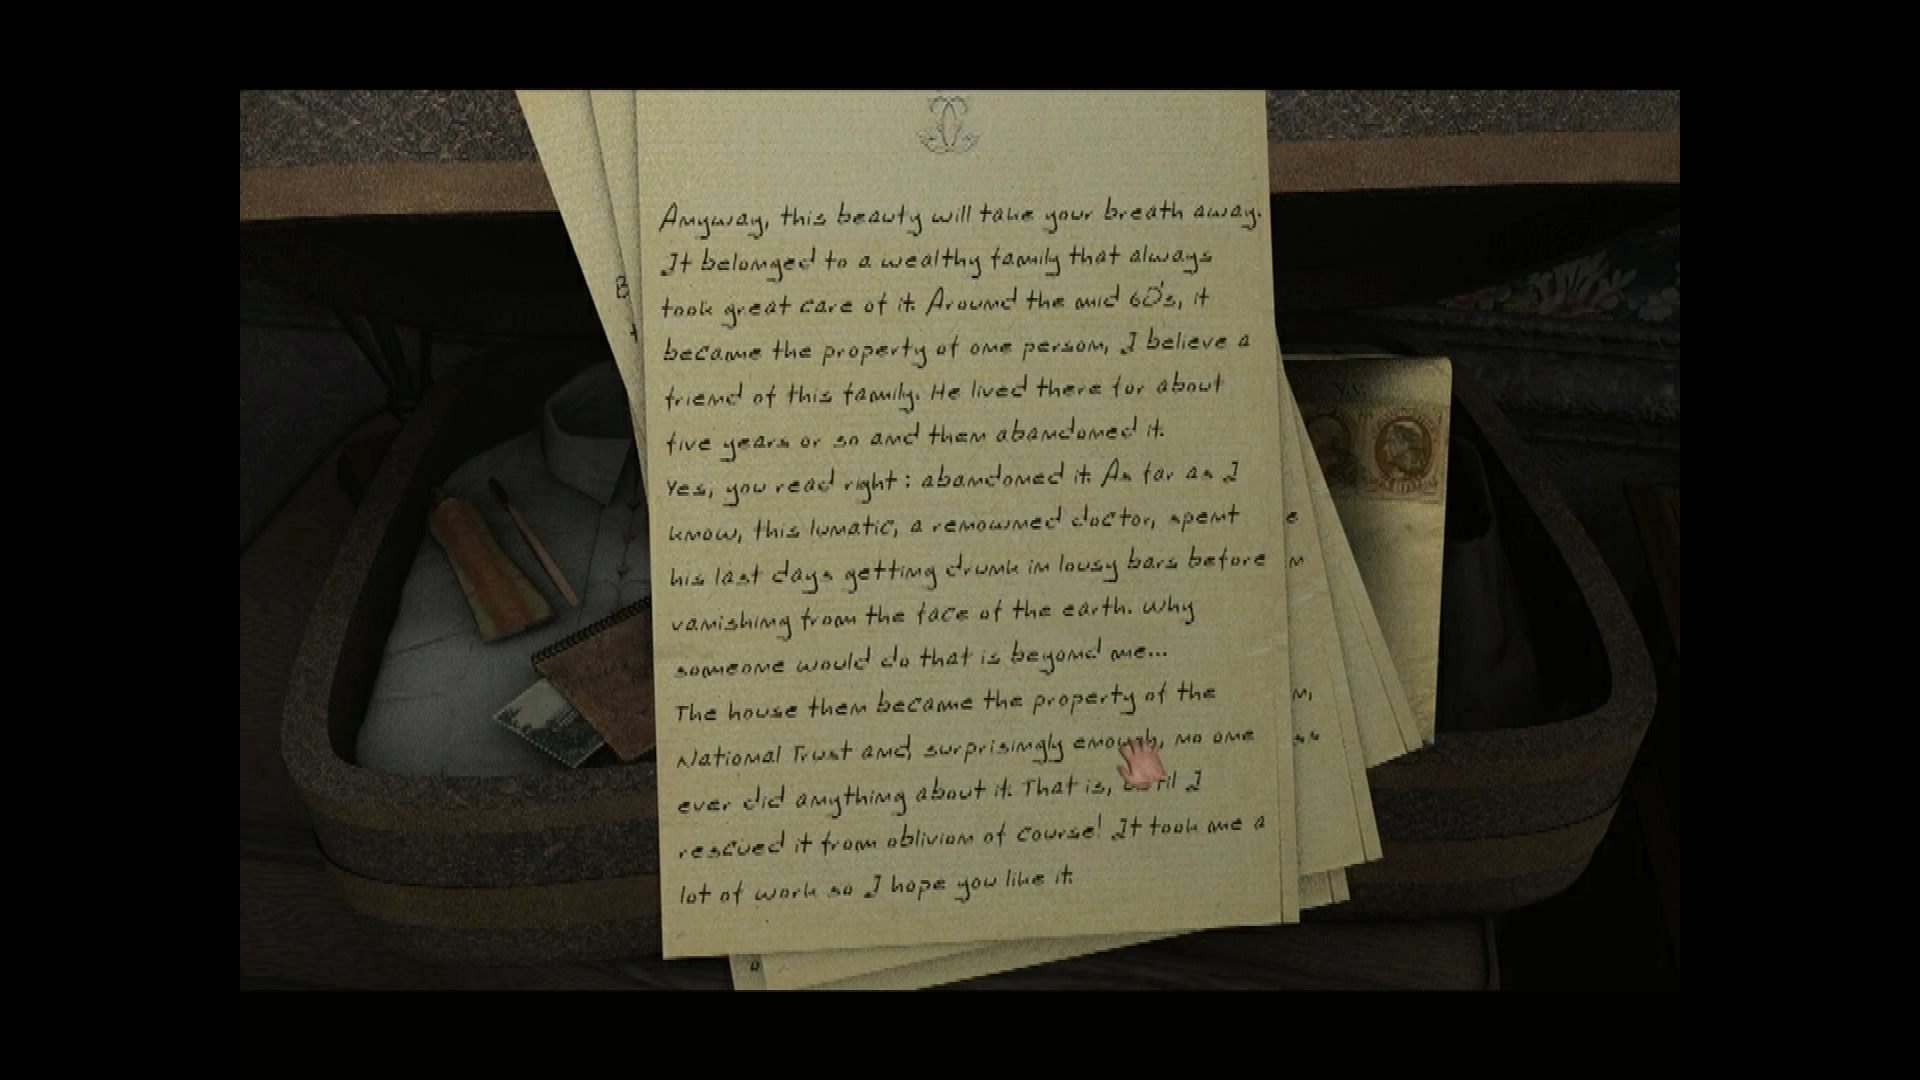 Anyway, this beauty will take your breath away.
It belonged to a wealthy family that always
took great care of it. Around the mid 60's, it
became the property of one person, I believe a
friend of this family. He lived there for about
five years or so and then abandoned it.
Yes, you read right : abandoned it. As far as I
know, this lunatic, a renowned doctor, spent
his last days getting drunk in lousy bars before
vanishing from the face of the earth. Why
someone would do that is beyond me...
The house then became the property of the
National Trust and, surprisingly enough, no one
ever did anything about it. That is, until I
rescued it from oblivion of course! It took me a
lot of work so I hope you like it.